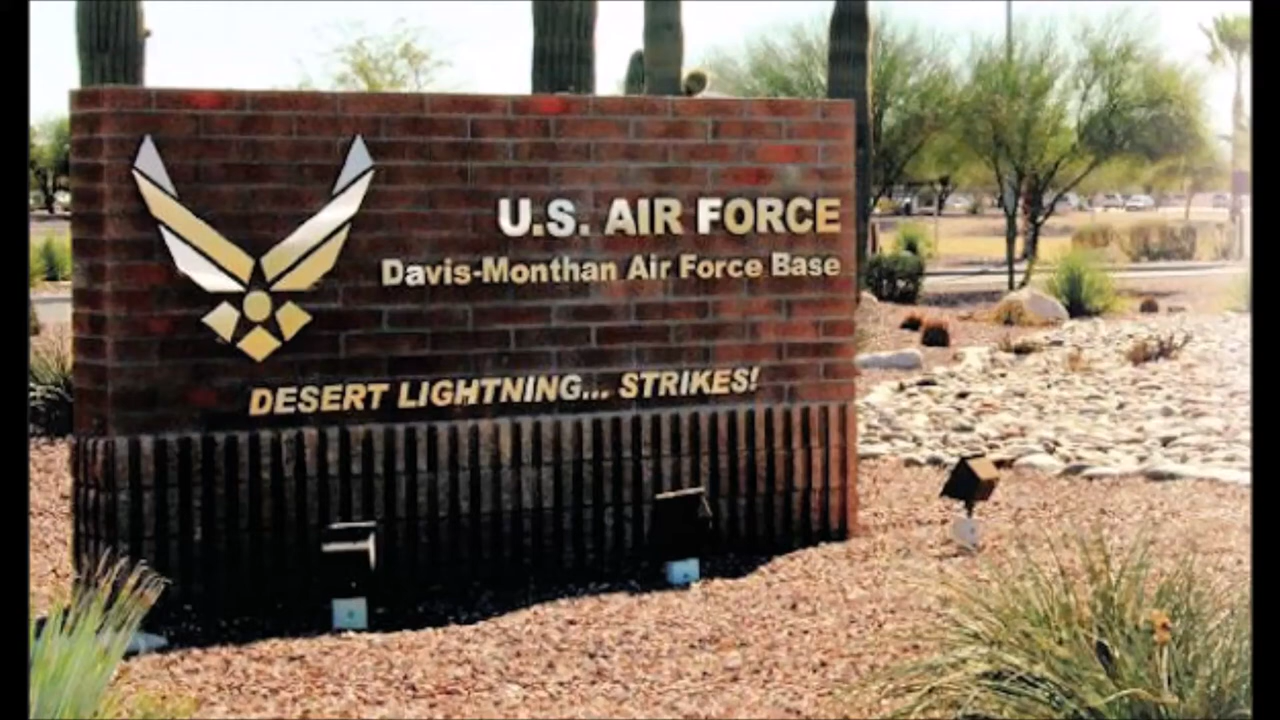 U.S. AIR FORCE
Davis-Monthan Air Force Base
DESERT LIGHTNING... STRIKES!